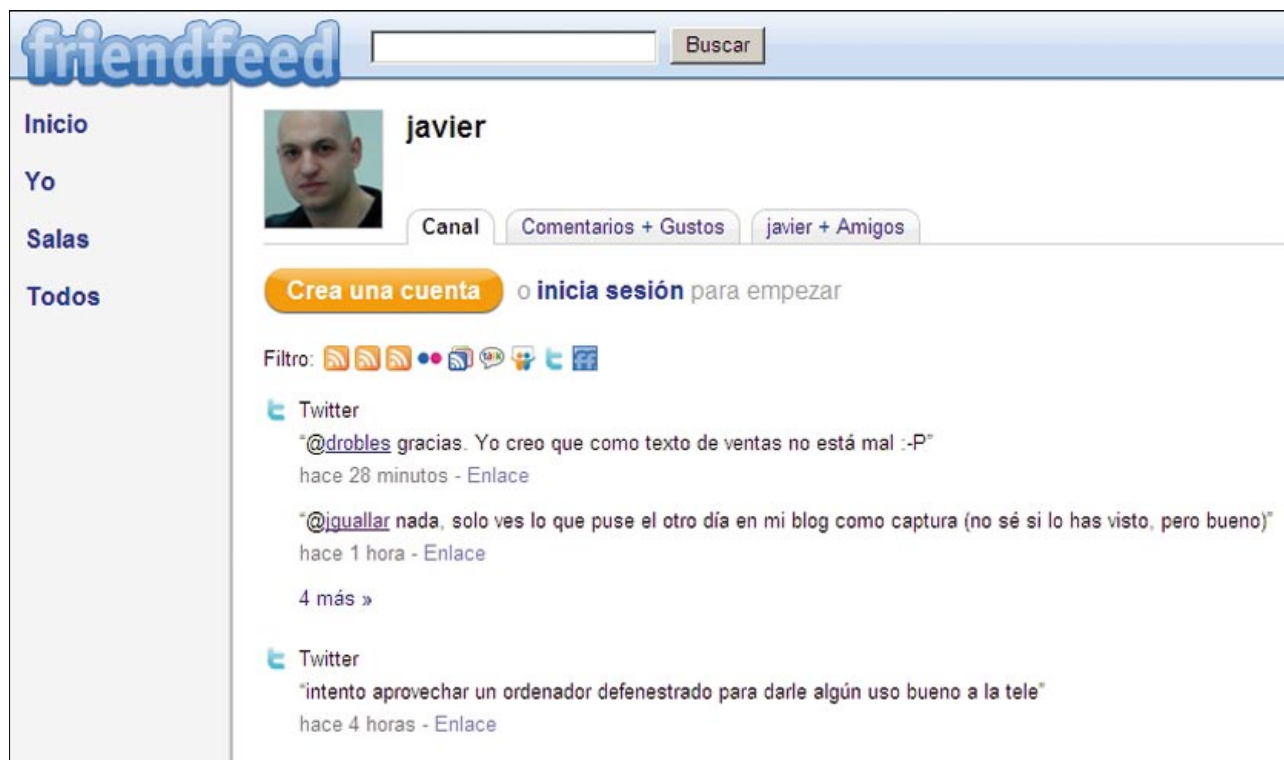 friendfeed
Buscar
Inicio
Yo
Salas
Todos
javier
Canal
Comentarios + Gustos
javier + Amigos
Crea una cuenta o inicia sesión para empezar
Filtro:
talk
ff
Twitter
“@drobles gracias. Yo creo que como texto de ventas no está mal :-P”
hace 28 minutos - Enlace
“@jguallar nada, solo ves lo que puse el otro día en mi blog como captura (no sé si lo has visto, pero bueno)”
hace 1 hora - Enlace
4 más »
Twitter
“intento aprovechar un ordenador defenestrado para darle algún uso bueno a la tele”
hace 4 horas - Enlace